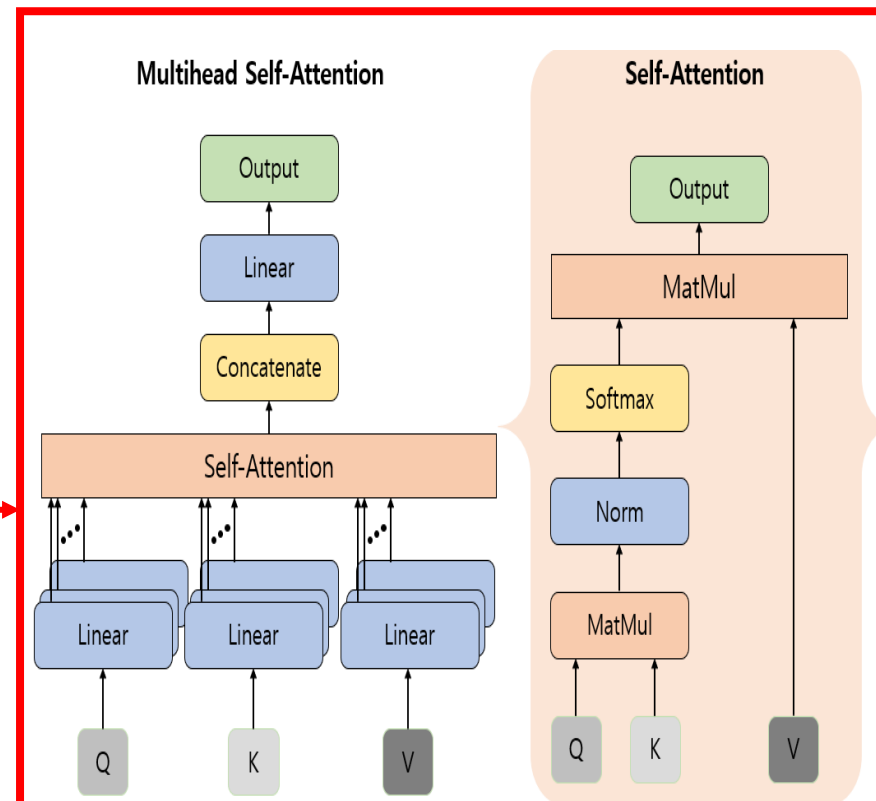 Multihead Self-Attention
Output
Linear
Concatenate
Self-Attention
Linear
Linear
Linear
Q
K
V
Self-Attention
Output
MatMul
Softmax
Norm
MatMul
Q
K
V